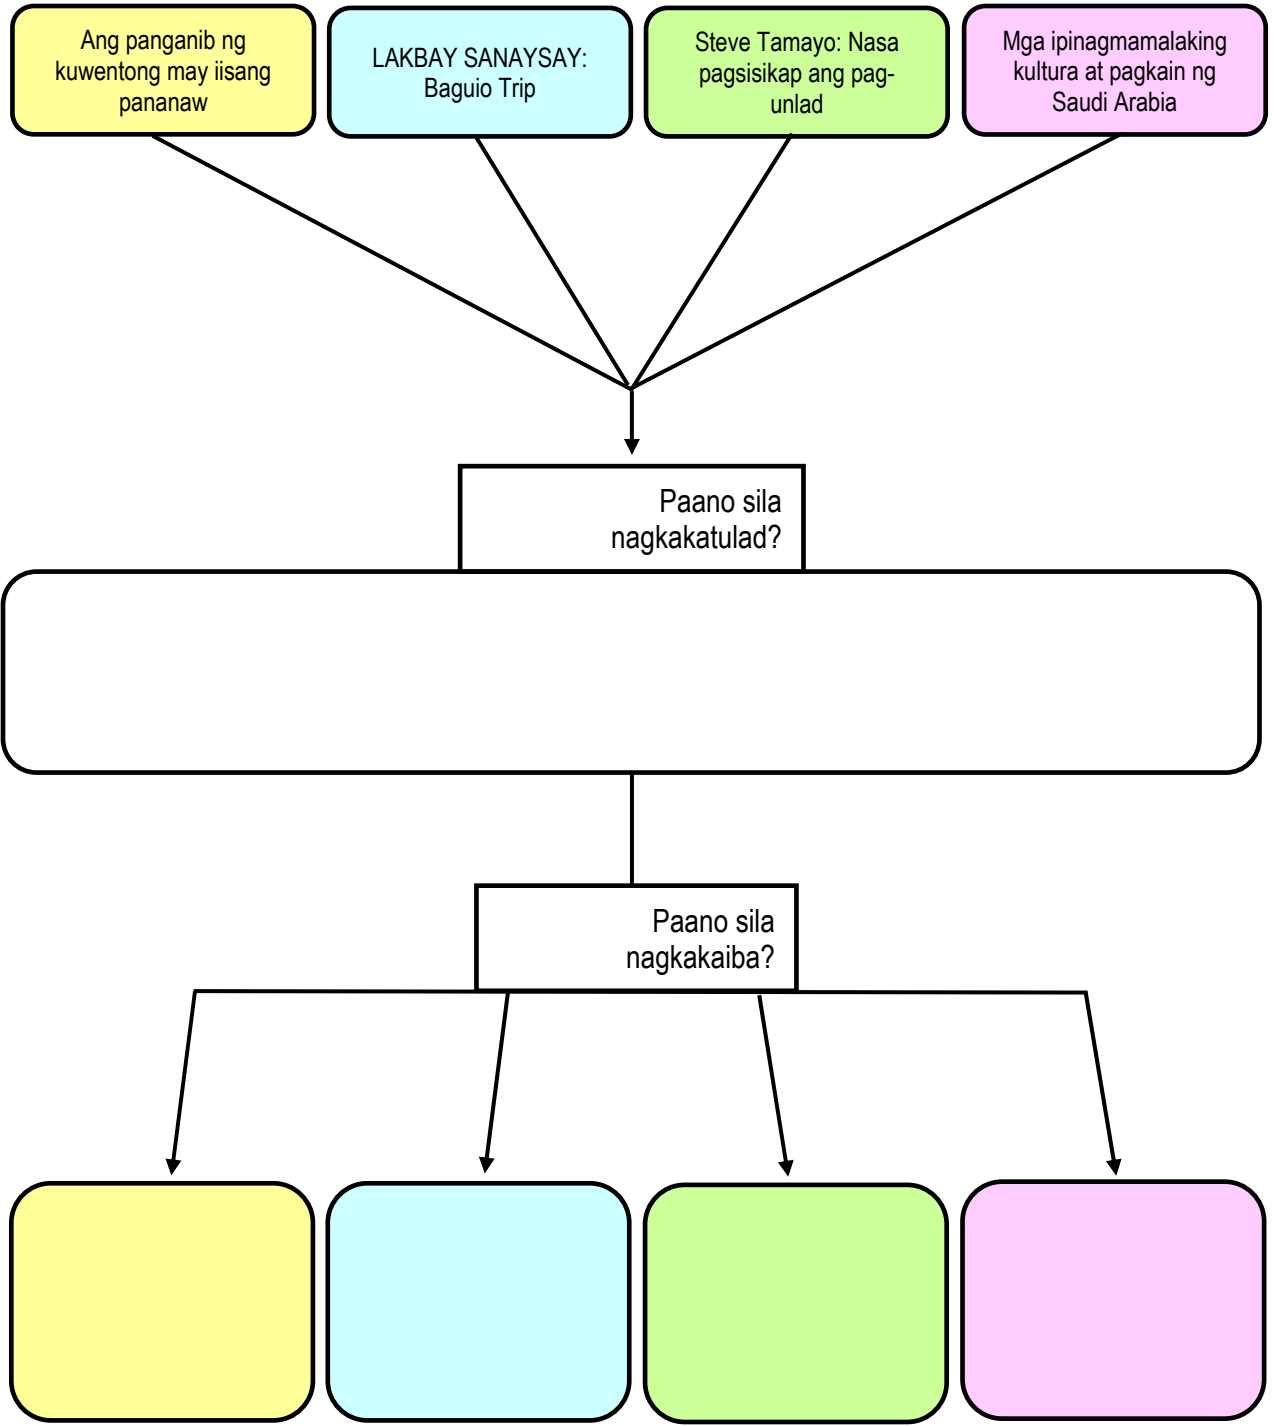 Ang panganib ng
kuwentong may iisang
pananaw
LAKBAY SANAYSAY:
Baguio Trip
Steve Tamayo: Nasa
pagsisikap ang pag-
unlad
Mga ipinagmamalaking
kultura at pagkain ng
Saudi Arabia
Paano sila
nagkakatulad?
Paano sila
nagkakaiba?